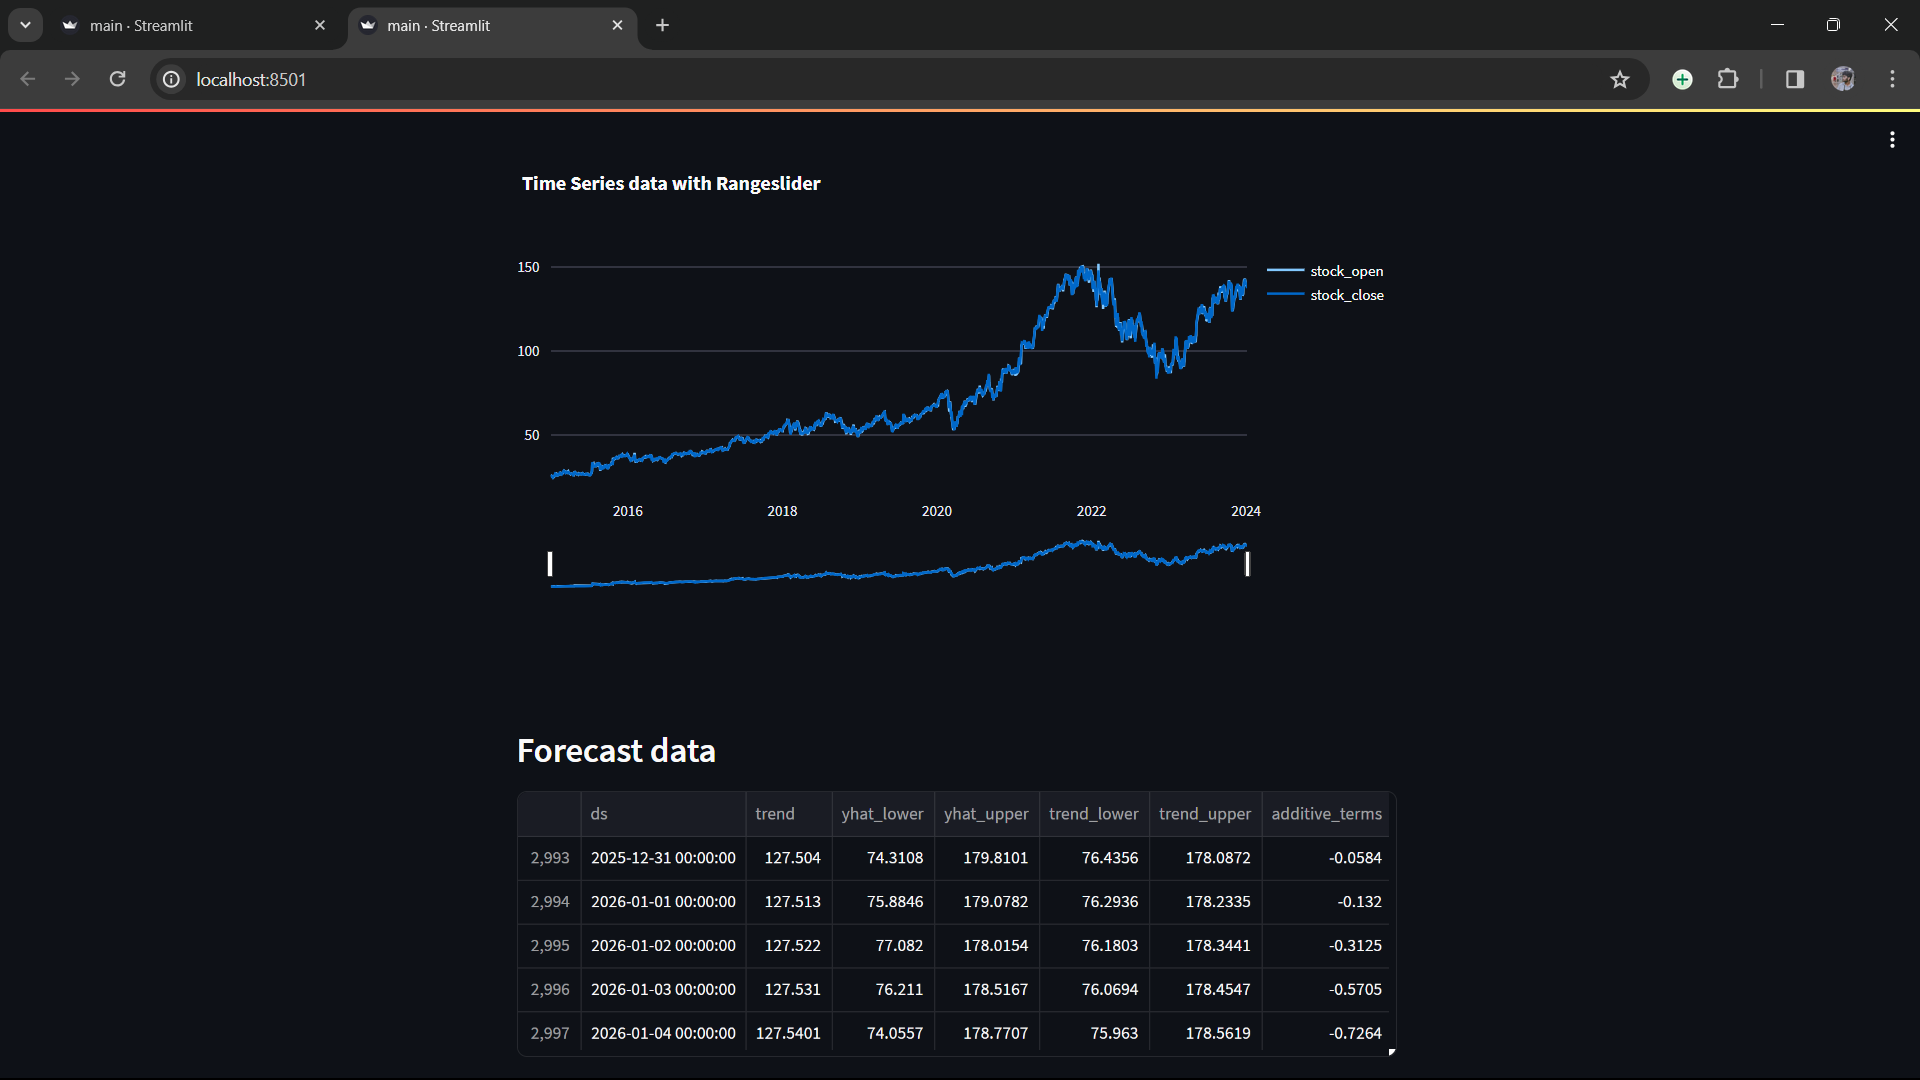 main · Streamlit
main · Streamlit
localhost:8501
Time Series data with Rangeslider
150
100
50
stock_open
stock_close
2016 2018 2020 2022 2024
Forecast data
ds trend yhat_lower yhat_upper trend_lower trend_upper additive_terms
2,993 2025-12-31 00:00:00 127.504 74.3108 179.8101 76.4356 178.0872 -0.0584
2,994 2026-01-01 00:00:00 127.513 75.8846 179.0782 76.2936 178.2335 -0.132
2,995 2026-01-02 00:00:00 127.522 77.082 178.0154 76.1803 178.3441 -0.3125
2,996 2026-01-03 00:00:00 127.531 76.211 178.5167 76.0694 178.4547 -0.5705
2,997 2026-01-04 00:00:00 127.5401 74.0557 178.7707 75.963 178.5619 -0.7264